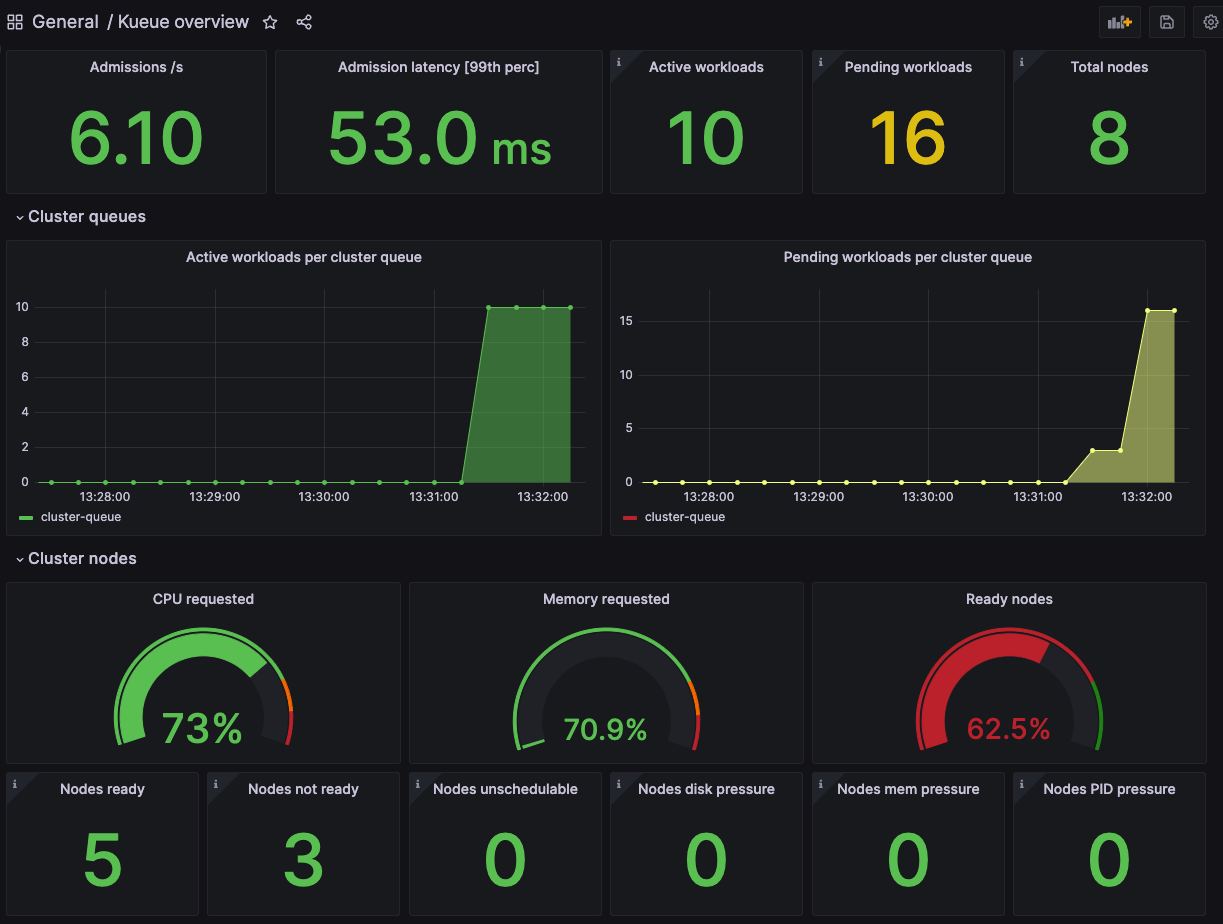 General / Kueue overview
Admissions /s
Admission latency [99th perc]
Active workloads
Pending workloads
Total nodes
6.10
53.0 ms
10
16
8
Cluster queues
Active workloads per cluster queue
10
8
6
4
2
0
13:28:00 13:29:00 13:30:00 13:31:00 13:32:00
cluster-queue
Pending workloads per cluster queue
15
10
5
0
13:28:00 13:29:00 13:30:00 13:31:00 13:32:00
cluster-queue
Cluster nodes
CPU requested
73%
Memory requested
70.9%
Ready nodes
62.5%
Nodes ready
5
Nodes not ready
3
Nodes unschedulable
0
Nodes disk pressure
0
Nodes mem pressure
0
Nodes PID pressure
0